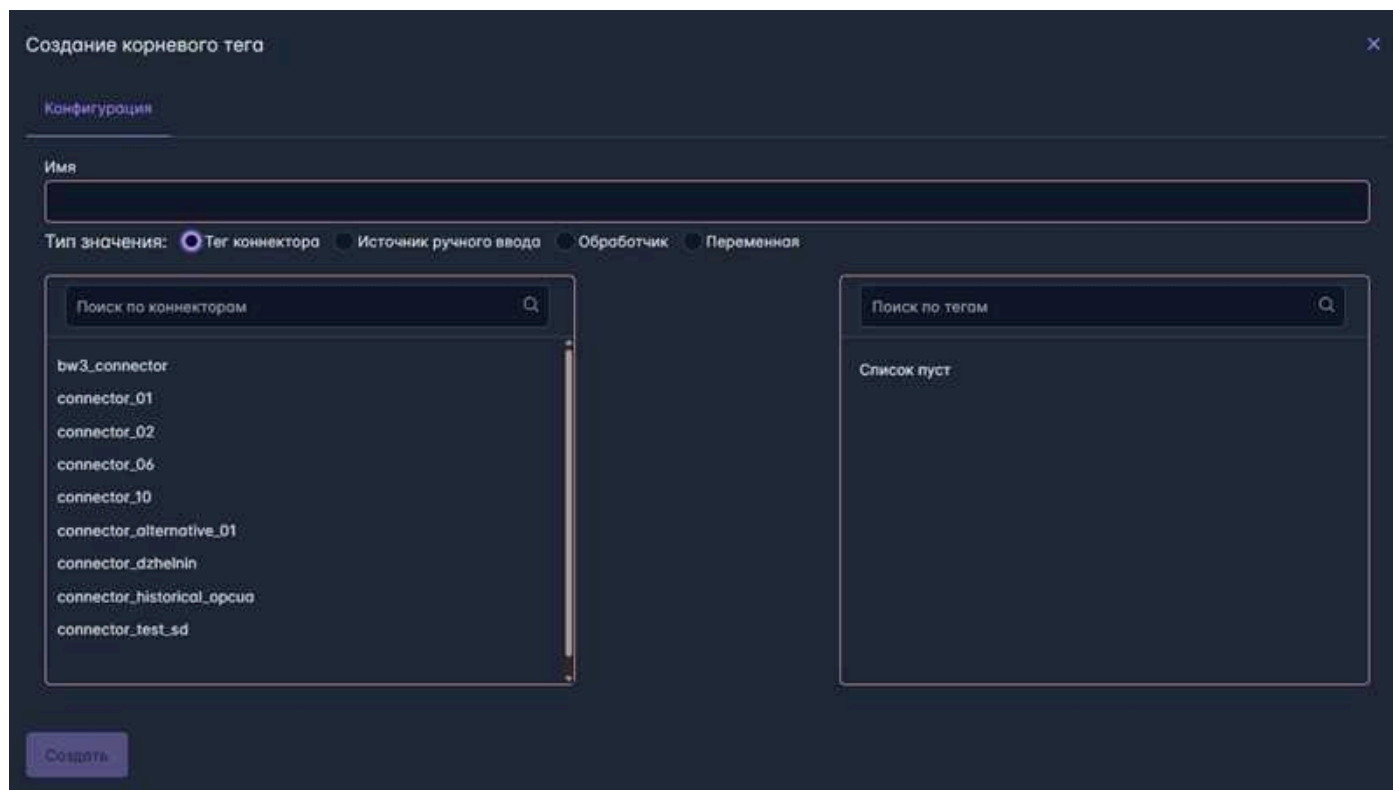 Создание корневого тега
Конфигурация
Имя
Тип значения: Тег коннектора Источник ручного ввода Обработчик Переменная
Поиск по коннекторам
bw3_connector
connector_01
connector_02
connector_06
connector_10
connector_alternative_01
connector_dzhelnin
connector_historical_opcua
connector_test_sd
Поиск по тегам
Список пуст
Создать